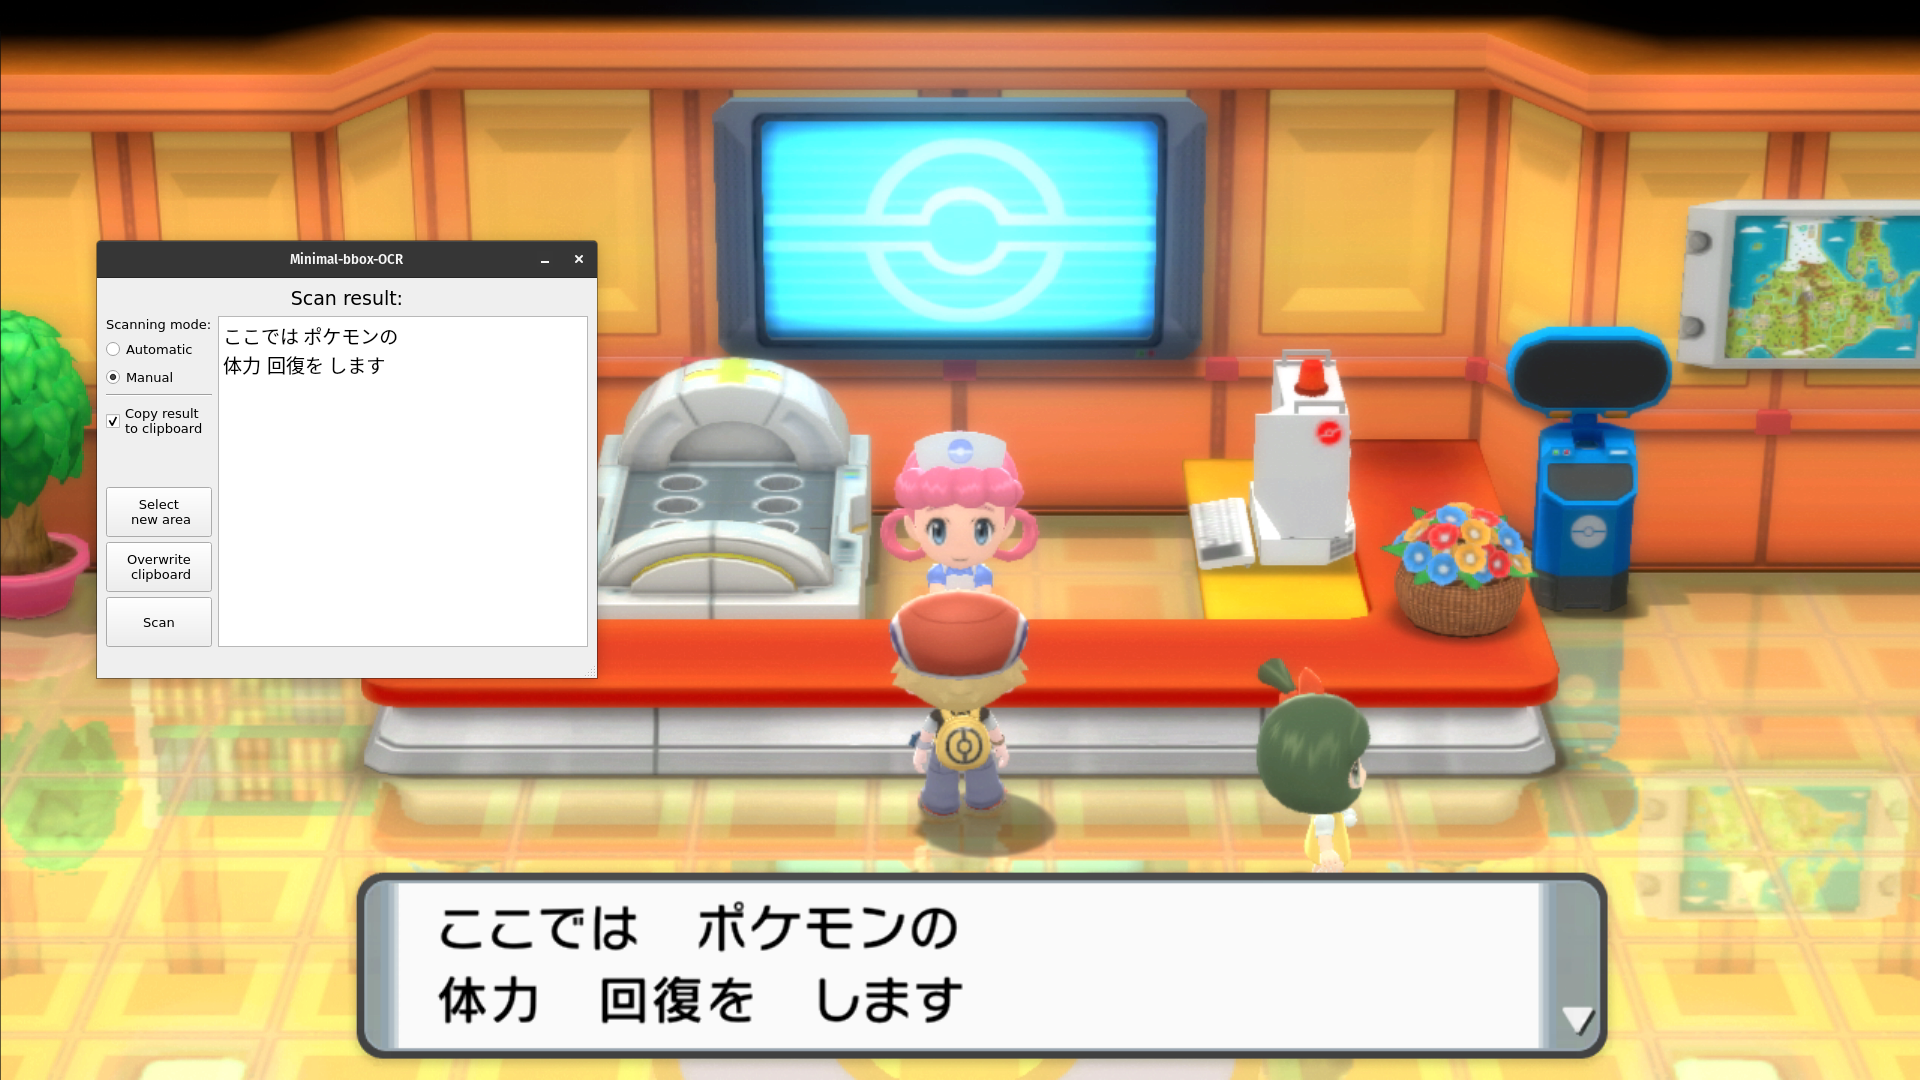 Minimal-bbox-OCR
Scan result:
Scanning mode:
Automatic
Manual
Copy result
to clipboard
Select
new area
Overwrite
clipboard
Scan
ここでは ポケモンの
体力 回復を します
ここでは　ポケモンの
体力　回復を　します